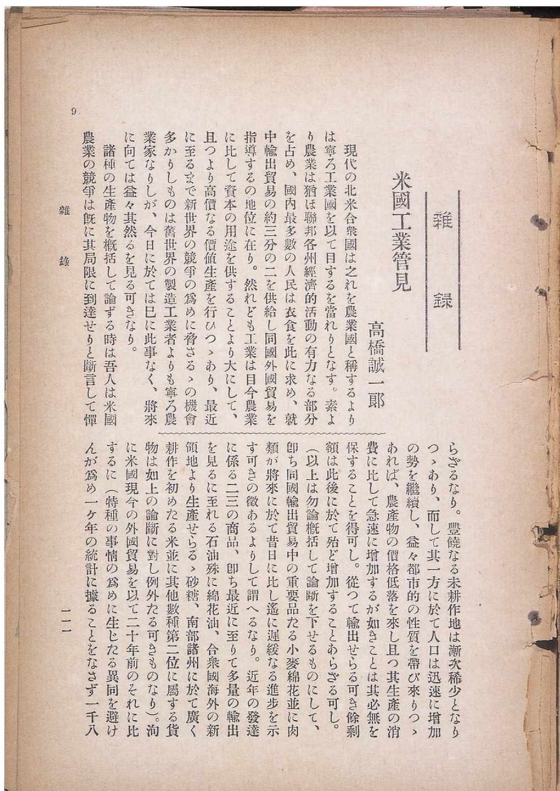 雜錄
米國工業管見
高橋誠一郎
現代の北米合衆國は之れを農業國と稱するより
は寧ろ工業國を以て目するを當れりとなす。素よ
り農業は猶ほ聯邦各州經濟的活動の有力なる部分
を占め、國內最多數の人民は衣食を此に求め、就
中輸出貿易の約三分の二を供給し同國外國貿易を
指導するの地位に在り。然れども工業は目今農業
に比して資本の用途を供することより大にして、
且つより高價なる價値生産を行ひつゝあり、最近
に至るまで新世界の競爭の爲めに脅さるゝの機會
多かりしものは舊世界の製造工業者よりも寧ろ農
業家なりしが、今日に於ては已に此事なく、將來
に向ては益々其然るを見る可きなり。
諸種の生産物を概括して論ずる時は吾人は米國
農業の競爭は旣に其局限に到達せりと斷言して憚
らざるなり。豐饒なる未耕作地は漸次稀少となり
つゝあり、而して其一方に於て人口は迅速に增加
の勢を繼續し、益々都市的の性質を帶び來りつゝ
あれば、農産物の價格低落を來し且つ其生産の消
費に比して急速に增加するが如きことは其必無を
保することを得可し。從つて輸出せらる可き餘剩
額は此後に於て殆ど增加することあらざる可し。
(以上は勿論概括して論斷を下せるものにして、
卽ち同國輸出貿易中の重要品たる小麥綿花並に肉
類が將來に於て昔日に比し遙に遲緩なる進步を示
す可きの徵あるよりして謂へるなり。近年の發達
に係る二三の商品、卽ち最近に至りて多量の輸出
を見るに至れる石油殊に綿花油、合衆國海外の新
領地より生産せらるゝ砂糖、南部諸州に於て廣く
耕作を初めたる米並に其他數種第二位に屬する貨
物は如上の論斷に對し例外たる可きものなり)。洵
に米國現今の外國貿易を以て二十年前のそれに比
するに(特種の事情の爲めに生じたる異同を避け
んが爲め一ケ年の統計に據ることをなさず一千八
雜錄
一一一
9